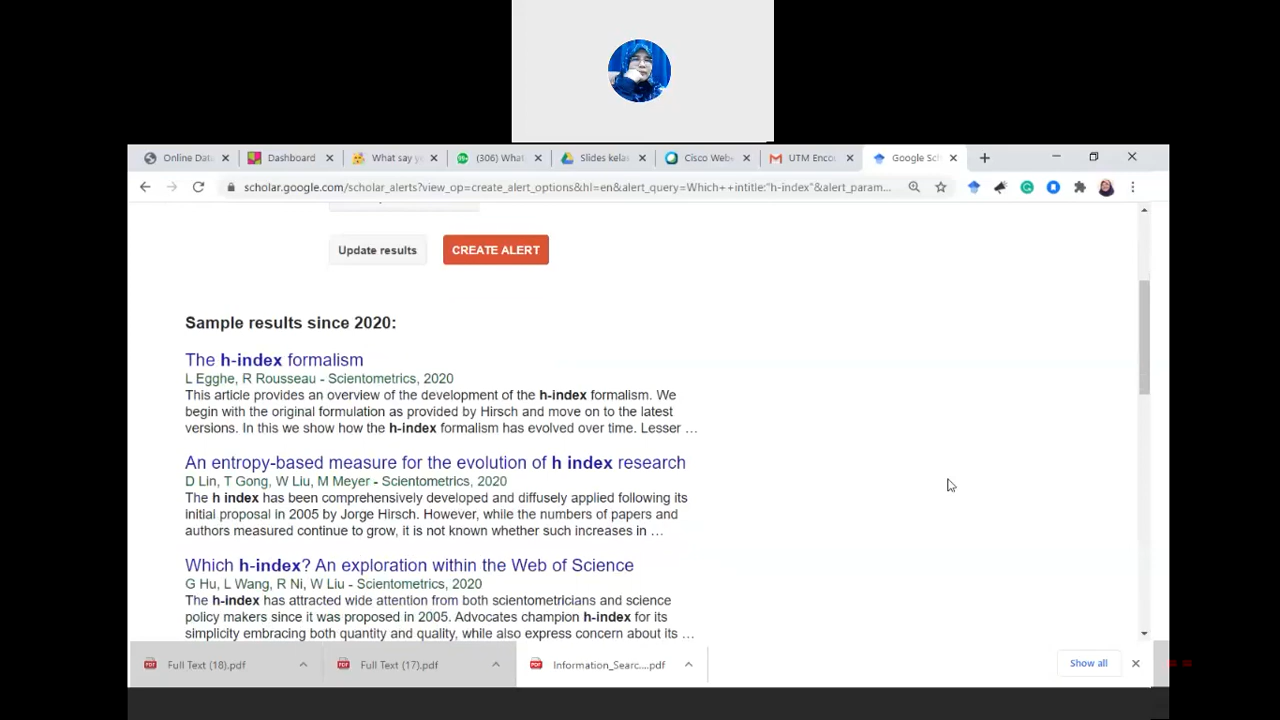 Online Data
Dashboard
What say y
(306) What
Slides kelas
Cisco Web
UTM Enco
Google Sch
scholar.google.com/scholar_alerts?view_op=create_alert_options&hl=en&alert_query=Which++intitle:"h-index"&alert_param...
Update results
CREATE ALERT
Sample results since 2020:
The h-index formalism
L Egghe, R Rousseau - Scientometrics, 2020
This article provides an overview of the development of the h-index formalism. We
begin with the original formulation as provided by Hirsch and move on to the latest
versions. In this we show how the h-index formalism has evolved over time. Lesser …
An entropy-based measure for the evolution of h index research
D Lin, T Gong, W Liu, M Meyer - Scientometrics, 2020
The h index has been comprehensively developed and diffusely applied following its
initial proposal in 2005 by Jorge Hirsch. However, while the numbers of papers and
authors measured continue to grow, it is not known whether such increases in …
Which h-index? An exploration within the Web of Science
G Hu, L Wang, R Ni, W Liu - Scientometrics, 2020
The h-index has attracted wide attention from both scientometricians and science
policy makers since it was proposed in 2005. Advocates champion h-index for its
simplicity embracing both quantity and quality, while also express concern about its …
Full Text (18).pdf
Full Text (17).pdf
Information_Searc....pdf
Show all